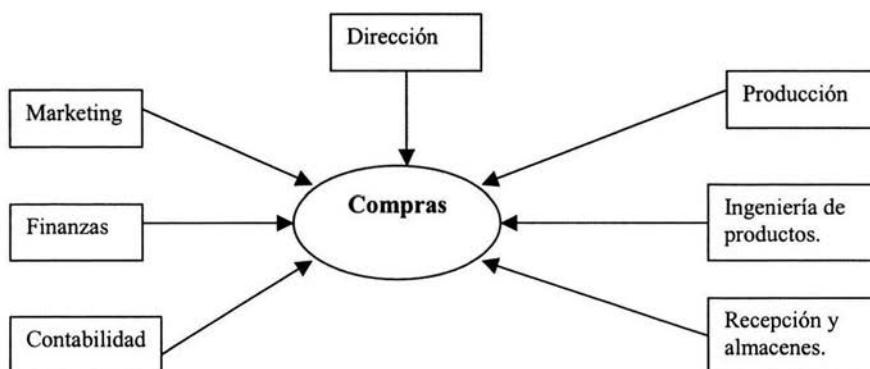 Dirección
Marketing
Producción
Compras
Finanzas
Ingeniería de
productos.
Contabilidad
Recepción y
almacenes.